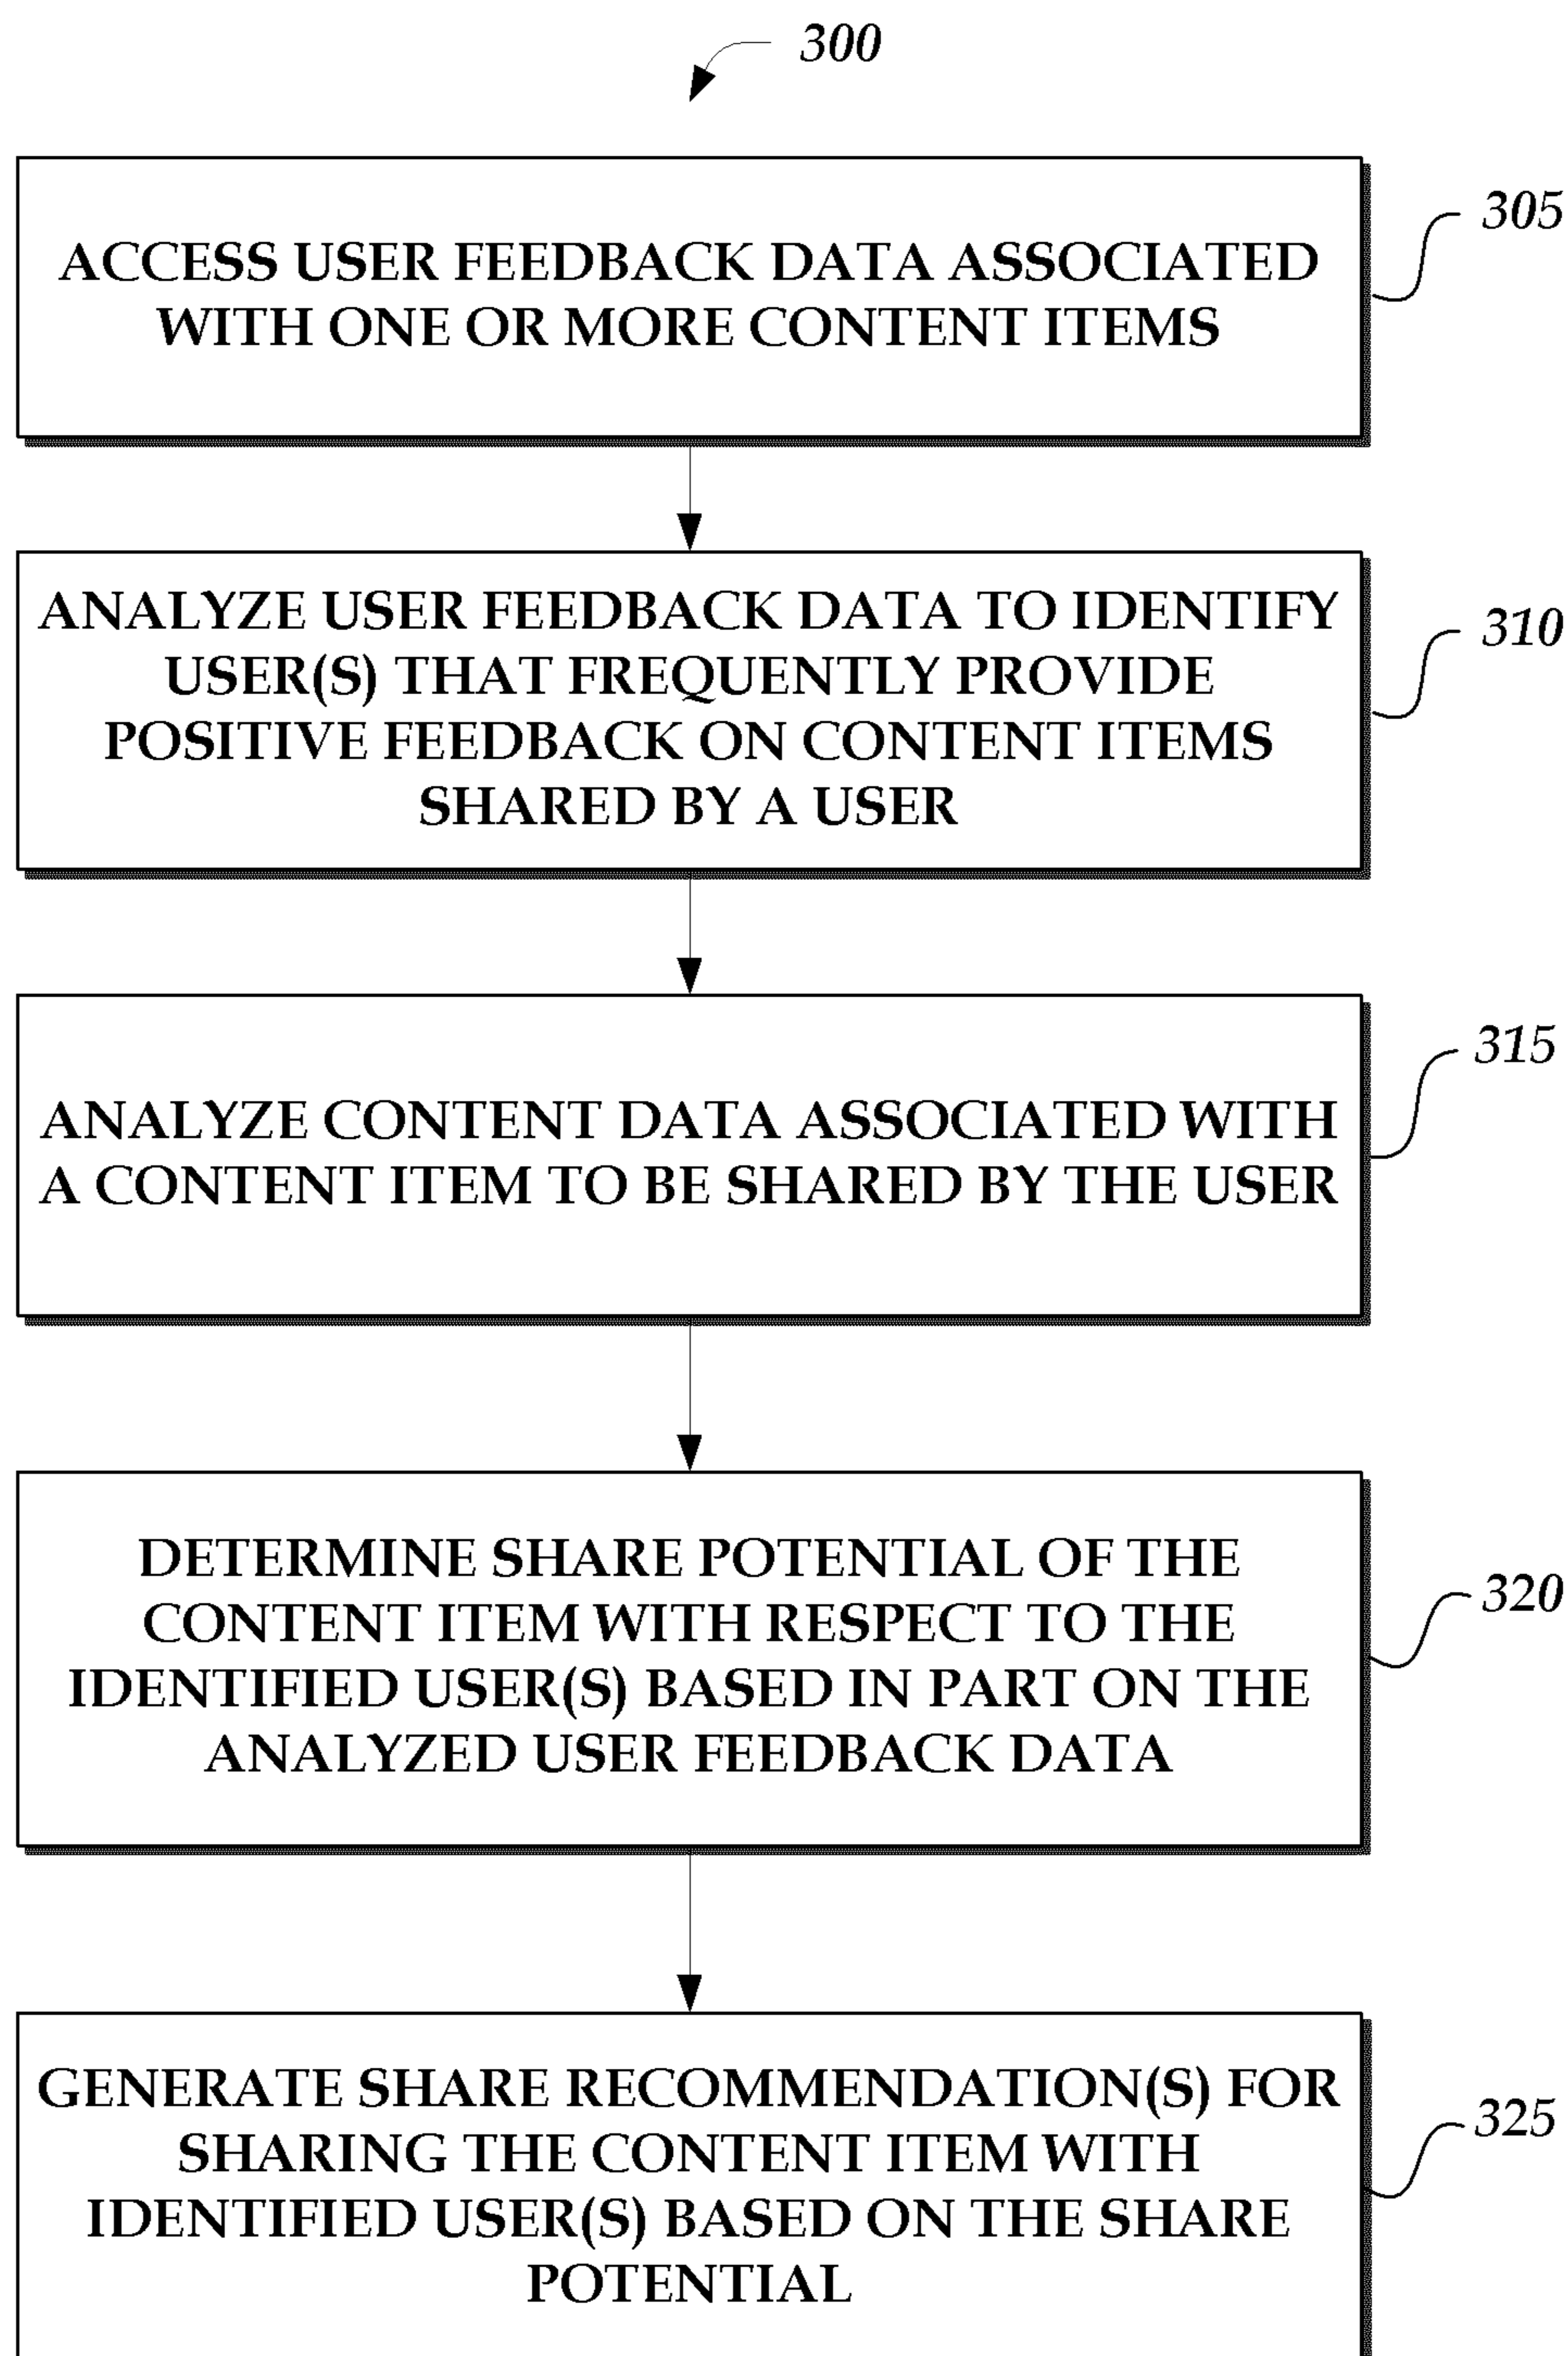 300
305
ACCESS USER FEEDBACK DATA ASSOCIATED
WITH ONE OR MORE CONTENT ITEMS
310
ANALYZE USER FEEDBACK DATA TO IDENTIFY
USER(S) THAT FREQUENTLY PROVIDE
POSITIVE FEEDBACK ON CONTENT ITEMS
SHARED BY A USER
315
ANALYZE CONTENT DATA ASSOCIATED WITH
A CONTENT ITEM TO BE SHARED BY THE USER
320
DETERMINE SHARE POTENTIAL OF THE
CONTENT ITEM WITH RESPECT TO THE
IDENTIFIED USER(S) BASED IN PART ON THE
ANALYZED USER FEEDBACK DATA
325
GENERATE SHARE RECOMMENDATION(S) FOR
SHARING THE CONTENT ITEM WITH
IDENTIFIED USER(S) BASED ON THE SHARE
POTENTIAL